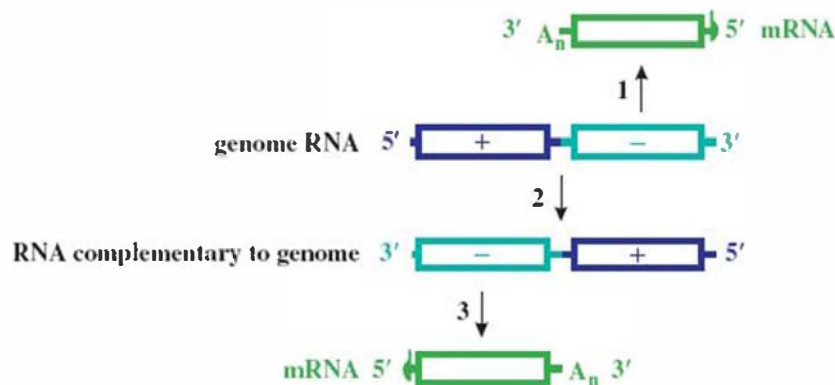 3′ An 5′ mRNA
1
genome RNA 5′ + − 3′
2
RNA complementary to genome 3′ − + 5′
3
mRNA 5′ An 3′